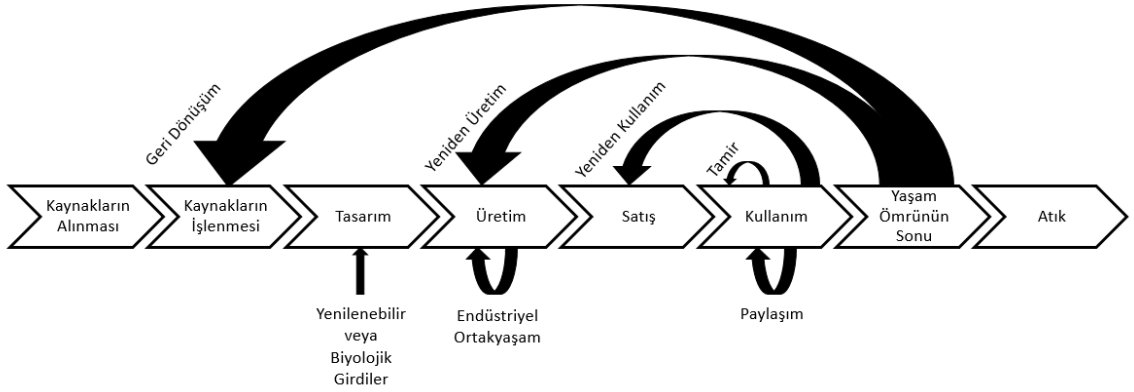 Geri Dönüşüm
Yeniden Üretim
Yeniden Kullanım
Tamir
Kaynakların
Alınması
Kaynakların
İşlenmesi
Tasarım
Üretim
Satış
Kullanım
Yaşam
Ömrünün
Sonu
Atık
Yenilenebilir
veya
Biyolojik
Girdiler
Endüstriyel
Ortakyaşam
Paylaşım